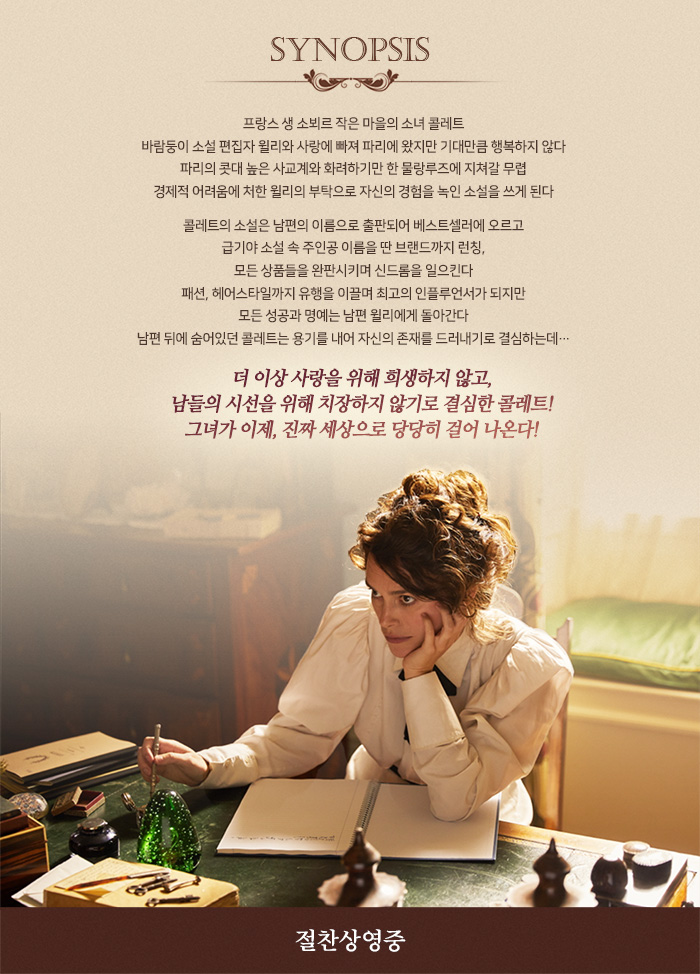 SYNOPSIS
프랑스 생 소뵈르 작은 마을의 소녀 콜레트
바람둥이 소설 편집자 윌리와 사랑에 빠져 파리에 왔지만 기대만큼 행복하지 않다
파리의 콧대 높은 사교계와 화려하기만 한 물랑루즈에 지쳐갈 무렵
경제적 어려움에 처한 윌리의 부탁으로 자신의 경험을 녹인 소설을 쓰게 된다
콜레트의 소설은 남편의 이름으로 출판되어 베스트셀러에 오르고
급기야 소설 속 주인공 이름을 딴 브랜드까지 런칭,
모든 상품들을 완판시키며 신드롬을 일으킨다
패션, 헤어스타일까지 유행을 이끌며 최고의 인플루언서가 되지만
모든 성공과 명예는 남편 윌리에게 돌아간다
남편 뒤에 숨어있던 콜레트는 용기를 내어 자신의 존재를 드러내기로 결심하는데…
더 이상 사랑을 위해 희생하지 않고,
남들의 시선을 위해 치장하지 않기로 결심한 콜레트!
그녀가 이제, 진짜 세상으로 당당히 걸어 나온다!
절찬상영중